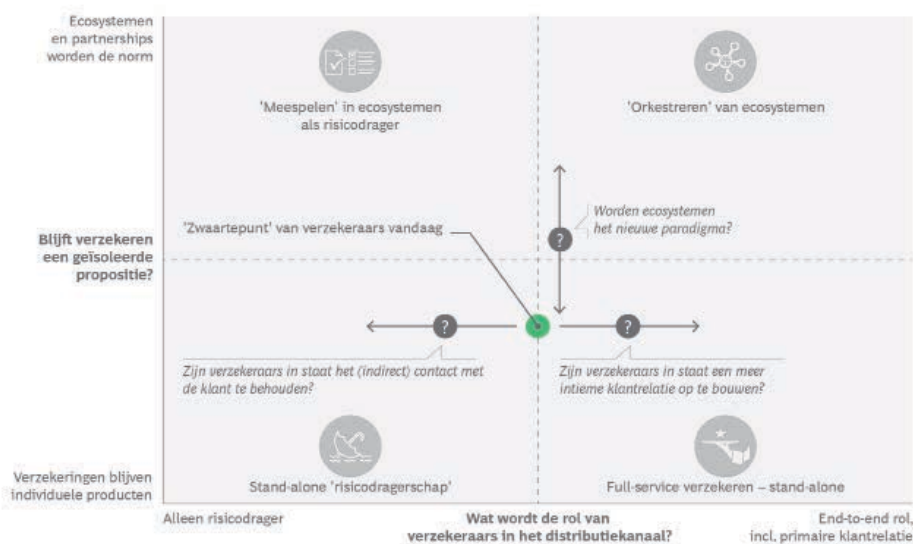 Ecosystemen
en partnerships
worden de norm
'Meespelen' in ecosystemen
als risicodrager
'Orkestreren' van ecosystemen
Worden ecosystemen
het nieuwe paradigma?
'Zwaartepunt' van verzekeraars vandaag
?
Blijft verzekeren
een geïsoleerde
propositie?
?
?
Zijn verzekeraars in staat het (indirect) contact met
de klant te behouden?
Zijn verzekeraars in staat een meer
intieme klantrelatie op te bouwen?
Verzekeringen blijven
individuele producten
Stand-alone 'risicodragerschap'
Full-service verzekeren – stand-alone
Alleen risicodrager
Wat wordt de rol van
verzekeraars in het distributiekanaal?
End-to-end rol,
incl. primaire klantrelatie